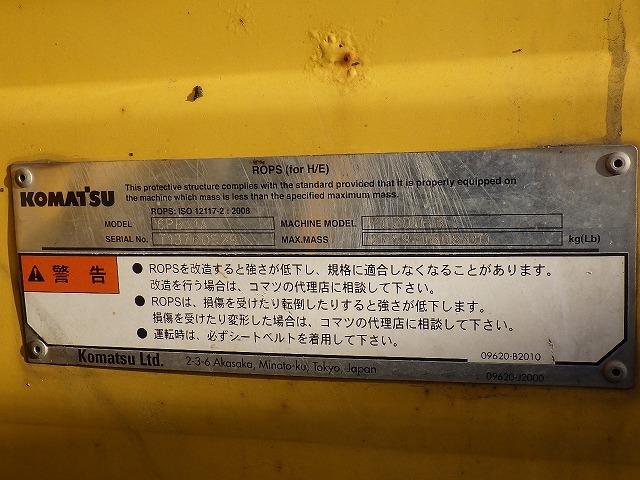 ROPS (for H/E)
KOMATSU
This protective structure complies with the standard provided that it is properly equipped on
the machine which mass is less than the specified maximum mass.
ROPS: ISO 12117-2 : 2008
MODEL
MACHINE MODEL
SERIAL No.
MAX.MASS
kg(Lb)
警告
● ROPSを改造すると強さが低下し、規格に適合しなくなることがあります。
改造を行う場合は、コマツの代理店に相談して下さい。
● ROPSは、損傷を受けたり転倒したりすると強さが低下します。
損傷を受けたり変形した場合は、コマツの代理店に相談して下さい。
● 運転時は、必ずシートベルトを着用して下さい。
09620-B2010
Komatsu Ltd. 2-3-6 Akasaka, Minato-ku, Tokyo, Japan
09620-J2000